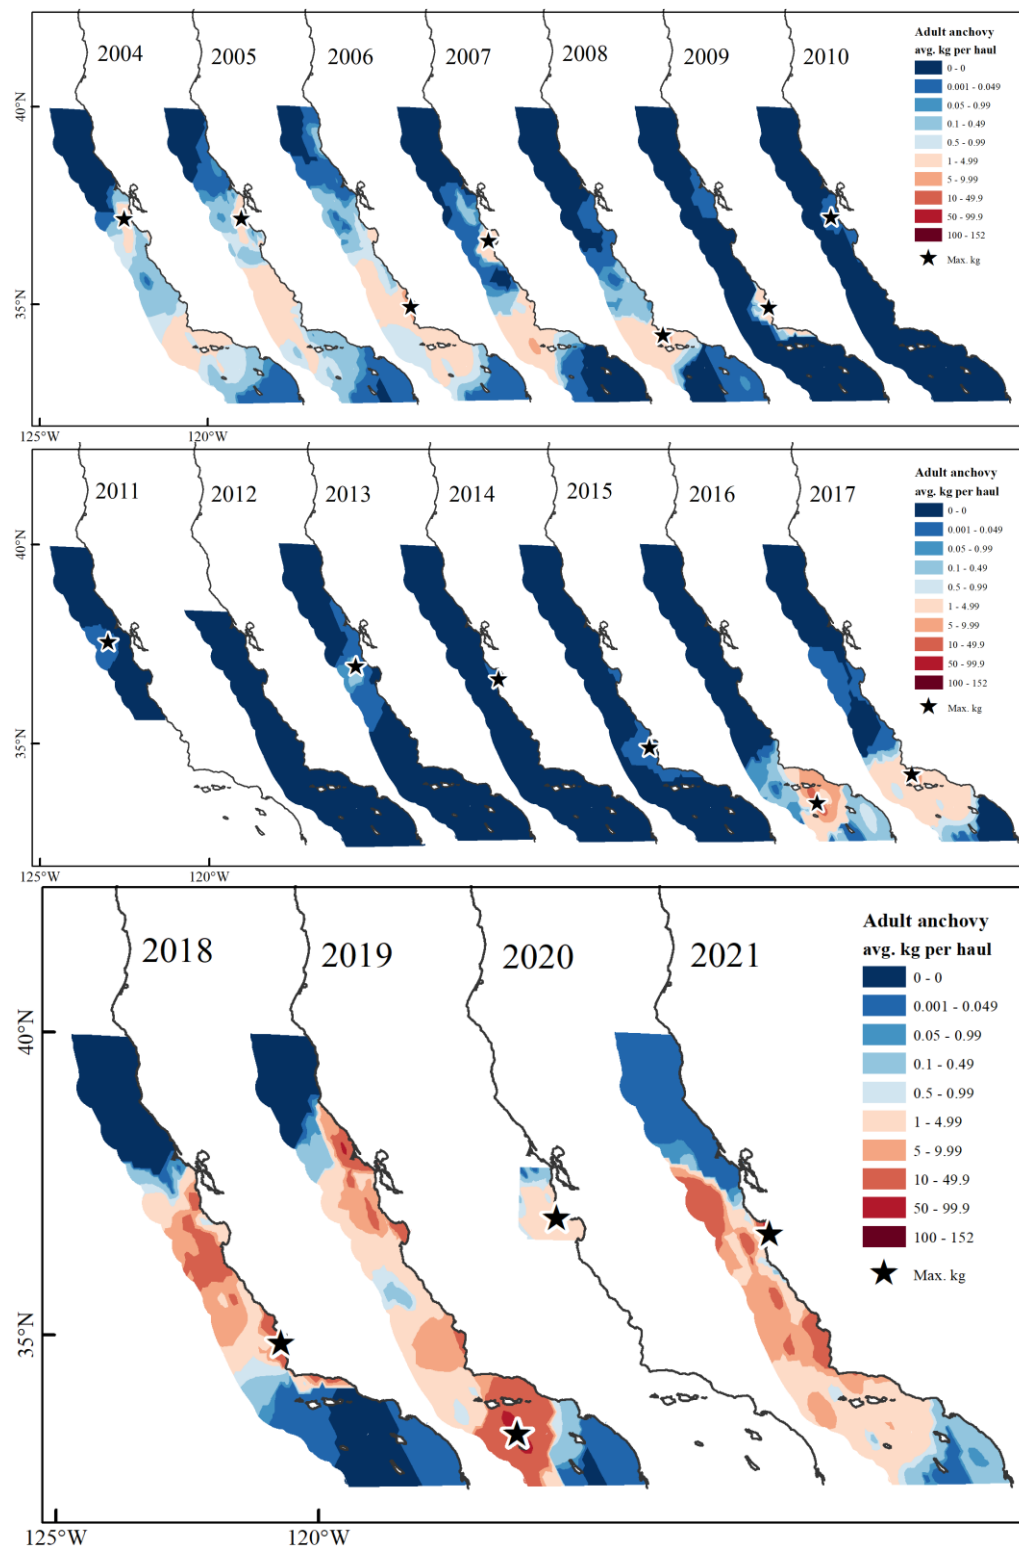 2004
2005
2006
2007
2008
2009
2010
Adult anchovy
avg. kg per haul
0 - 0
0.001 - 0.049
0.05 - 0.99
0.1 - 0.49
0.5 - 0.99
1 - 4.99
5 - 9.99
10 - 49.9
50 - 99.9
100 - 152
Max. kg
40°N
35°N
125°W
120°W
2011
2012
2013
2014
2015
2016
2017
Adult anchovy
avg. kg per haul
0 - 0
0.001 - 0.049
0.05 - 0.99
0.1 - 0.49
0.5 - 0.99
1 - 4.99
5 - 9.99
10 - 49.9
50 - 99.9
100 - 152
Max. kg
40°N
35°N
125°W
120°W
2018
2019
2020
2021
Adult anchovy
avg. kg per haul
0 - 0
0.001 - 0.049
0.05 - 0.99
0.1 - 0.49
0.5 - 0.99
1 - 4.99
5 - 9.99
10 - 49.9
50 - 99.9
100 - 152
Max. kg
40°N
35°N
125°W
120°W